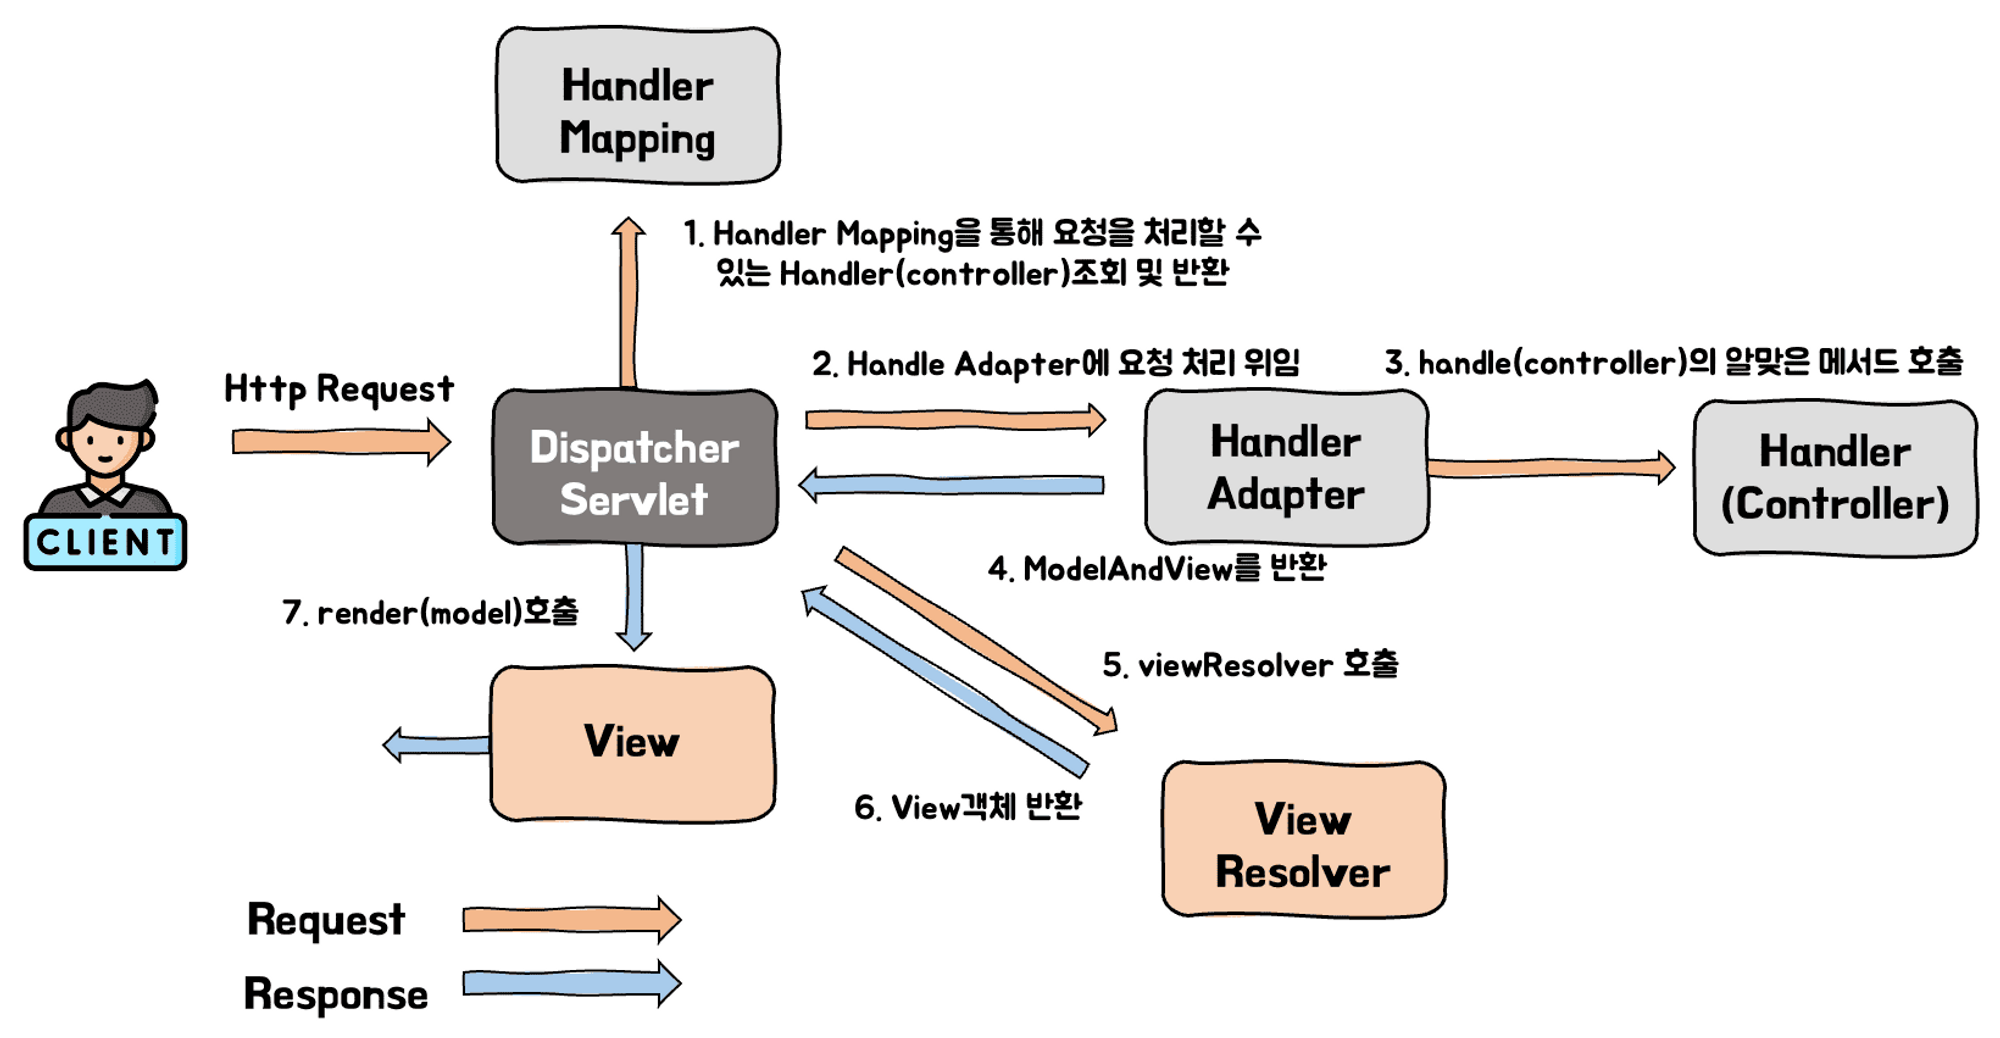 Handler
Mapping
1. Handler Mapping을 통해 요청을 처리할 수
있는 Handler(controller)조회 및 반환
Http Request
2. Handle Adapter에 요청 처리 위임
3. handle(controller)의 알맞은 메서드 호출
CLIENT
Dispatcher
Servlet
Handler
Adapter
Handler
(Controller)
4. ModelAndView를 반환
7. render(model)호출
5. viewResolver 호출
View
6. View객체 반환
View
Resolver
Request
Response